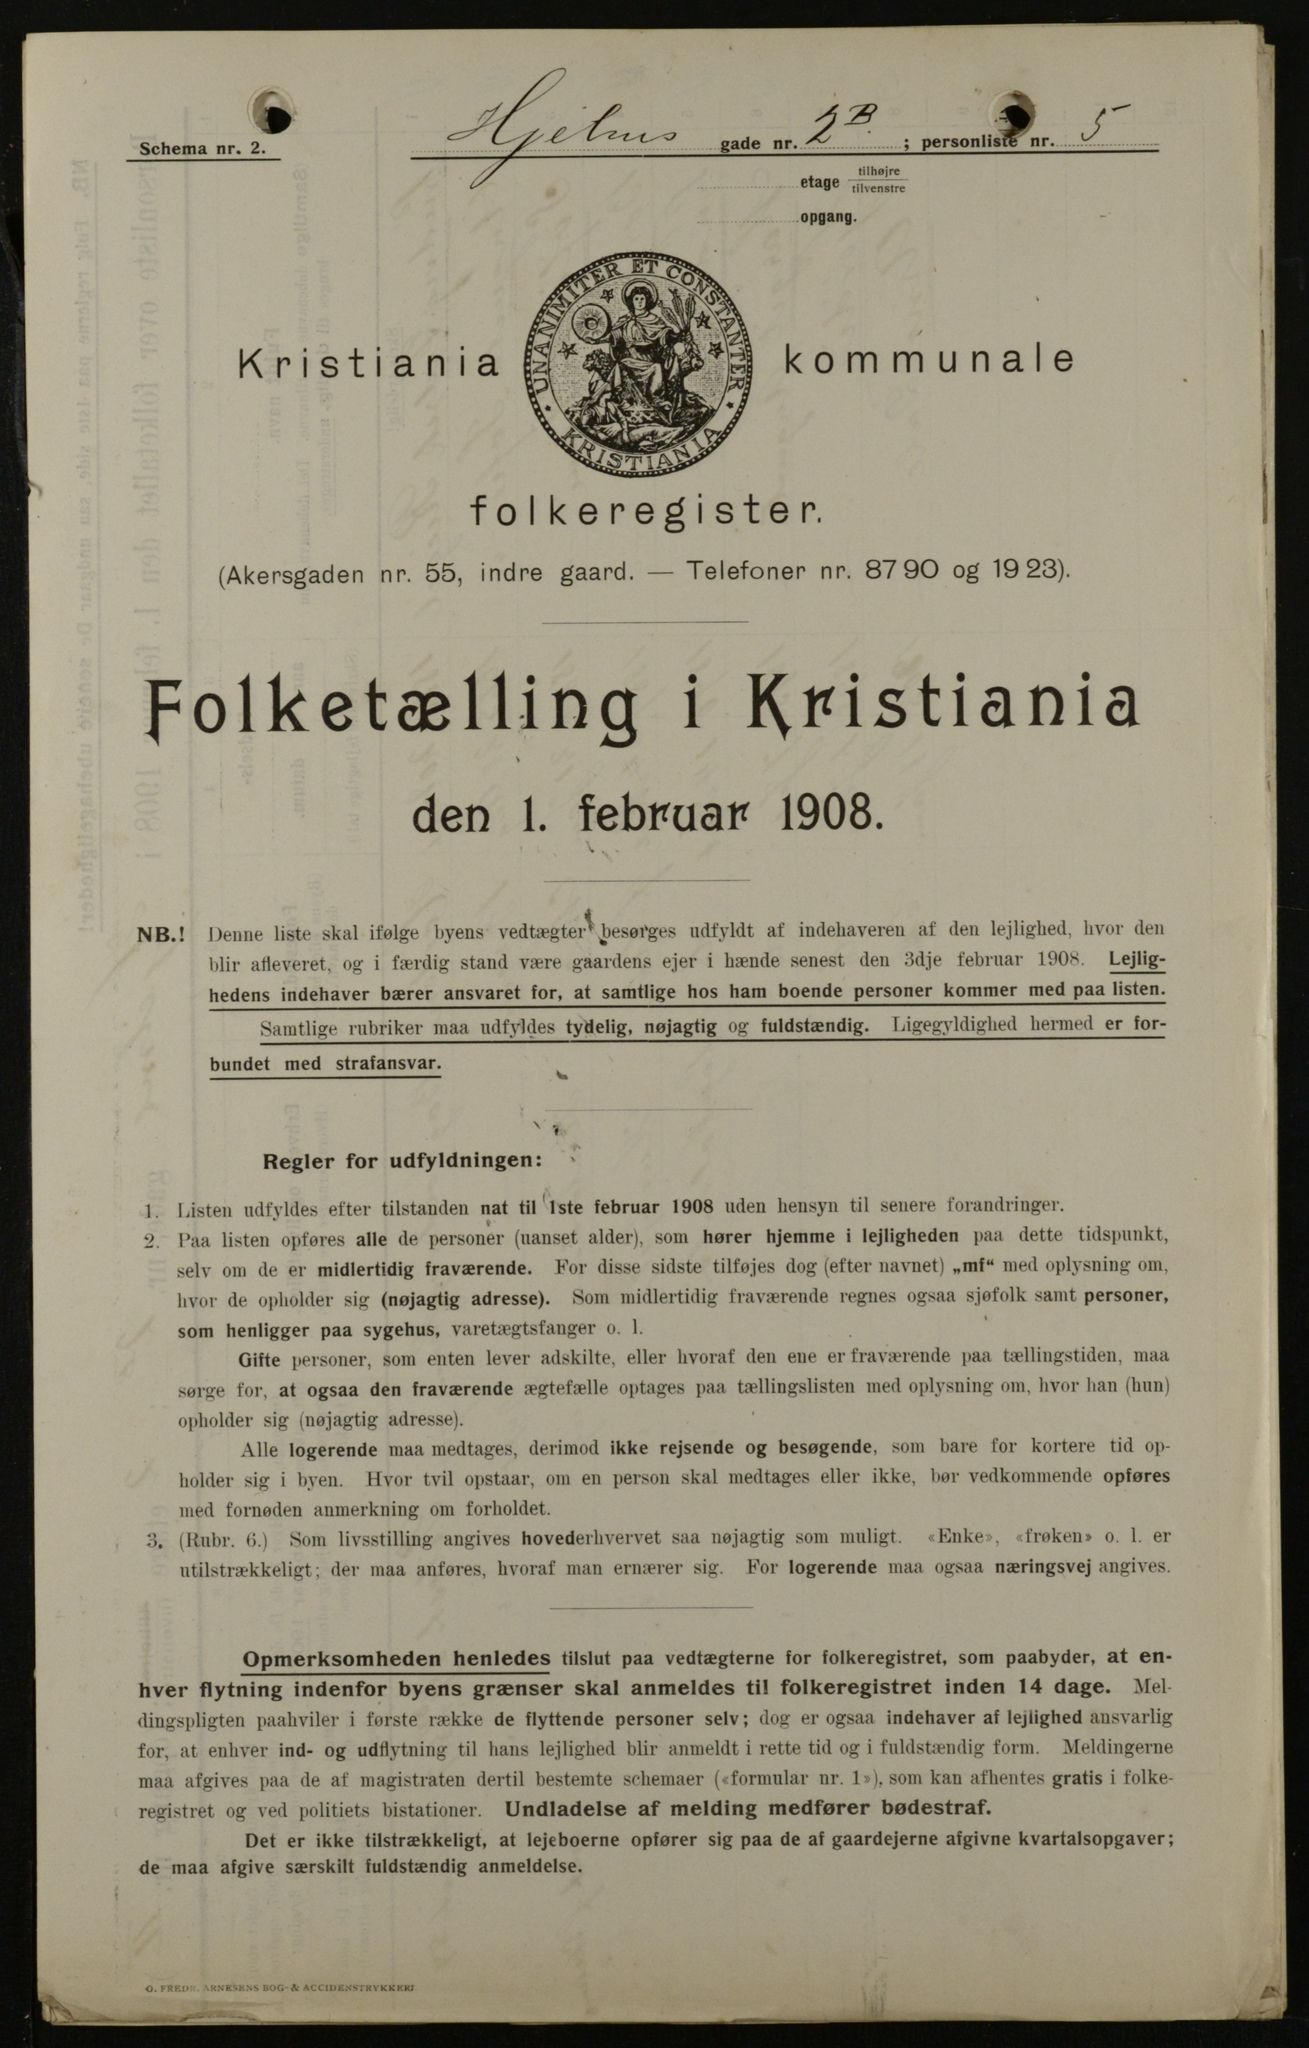 Schema nr. 2.
Hjelms gade nr. 2B. ; personliste nr. 5
etage tilhøjre
tilvenstre
opgang.
UNANIMITER ET CONSTANTER
KRISTIANIA
Kristiania kommunale
folkeregister.
(Akersgaden nr. 55, indre gaard. — Telefoner nr. 8790 og 1923).
Folketælling i Kristiania
den 1. februar 1908.
NB.! Denne liste skal ifølge byens vedtægter besørges udfyldt af indehaveren af den lejlighed, hvor den
blir afleveret, og i færdig stand være gaardens ejer i hænde senest den 3dje februar 1908. Lejlig-
hedens indehaver bærer ansvaret for, at samtlige hos ham boende personer kommer med paa listen.
Samtlige rubriker maa udfyldes tydelig, nøjagtig og fuldstændig. Ligegyldighed hermed er for-
bundet med strafansvar.
Regler for udfyldningen:
1. Listen udfyldes efter tilstanden nat til 1ste februar 1908 uden hensyn til senere forandringer.
2. Paa listen opføres alle de personer (uanset alder), som hører hjemme i lejligheden paa dette tidspunkt,
selv om de er midlertidig fraværende. For disse sidste tilføjes dog (efter navnet) „mf“ med oplysning om,
hvor de opholder sig (nøjagtig adresse). Som midlertidig fraværende regnes ogsaa sjøfolk samt personer,
som henligger paa sygehus, varetægtsfanger o. l.
Gifte personer, som enten lever adskilte, eller hvoraf den ene er fraværende paa tællingstiden, maa
sørge for, at ogsaa den fraværende ægtefælle optages paa tællingslisten med oplysning om, hvor han (hun)
opholder sig (nøjagtig adresse).
Alle logerende maa medtages, derimod ikke rejsende og besøgende, som bare for kortere tid op-
holder sig i byen. Hvor tvil opstaar, om en person skal medtages eller ikke, bør vedkommende opføres
med fornøden anmerkning om forholdet.
3. (Rubr. 6.) Som livsstilling angives hovederhvervet saa nøjagtig som muligt. «Enke», «frøken» o. l. er
utilstrækkeligt; der maa anføres, hvoraf man ernærer sig. For logerende maa ogsaa næringsvej angives.
Opmerksomheden henledes tilslut paa vedtægterne for folkeregistret, som paabyder, at en-
hver flytning indenfor byens grænser skal anmeldes til folkeregistret inden 14 dage. Mel-
dingspligten paahviler i første række de flyttende personer selv; dog er ogsaa indehaver af lejlighed ansvarlig
for, at enhver ind- og udflytning til hans lejlighed blir anmeldt i rette tid og i fuldstændig form. Meldingerne
maa afgives paa de af magistraten dertil bestemte schemaer («formular nr. 1»), som kan afhentes gratis i folke-
registret og ved politiets bistationer. Undladelse af melding medfører bødestraf.
Det er ikke tilstrækkeligt, at lejeboerne opfører sig paa de af gaardejerne afgivne kvartalsopgaver;
de maa afgive særskilt fuldstændig anmeldelse.
O. FREDR. ARNESENS BOG- & ACCIDENSTRYKKERI